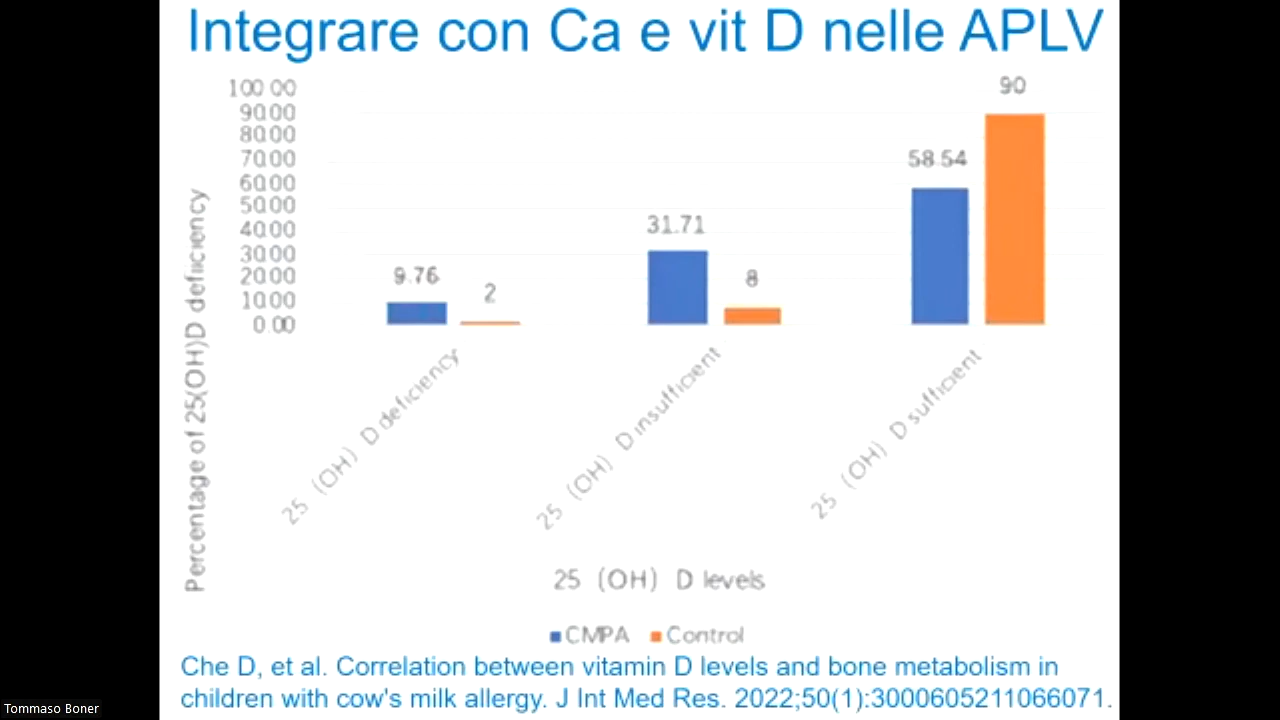 Integrare con Ca e vit D nelle APLV
Percentage of 25(OH)D deficiency
100.00
90.00
80.00
70.00
60.00
50.00
40.00
30.00
20.00
10.00
0.00
9.76
2
31.71
8
58.54
90
25 (OH) D deficiency
25 (OH) D insufficient
25 (OH) D sufficient
25 (OH) D levels
CMPA Control
Che D, et al. Correlation between vitamin D levels and bone metabolism in
children with cow's milk allergy. J Int Med Res. 2022;50(1):3000605211066071.
Tommaso Boner